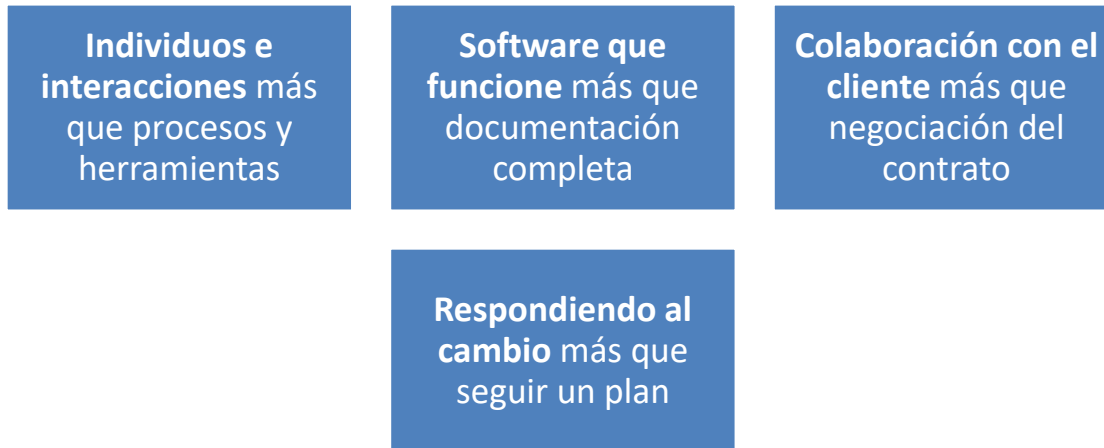 Individuos e
interacciones más
que procesos y
herramientas
Software que
funcione más que
documentación
completa
Colaboración con el
cliente más que
negociación del
contrato
Respondiendo al
cambio más que
seguir un plan